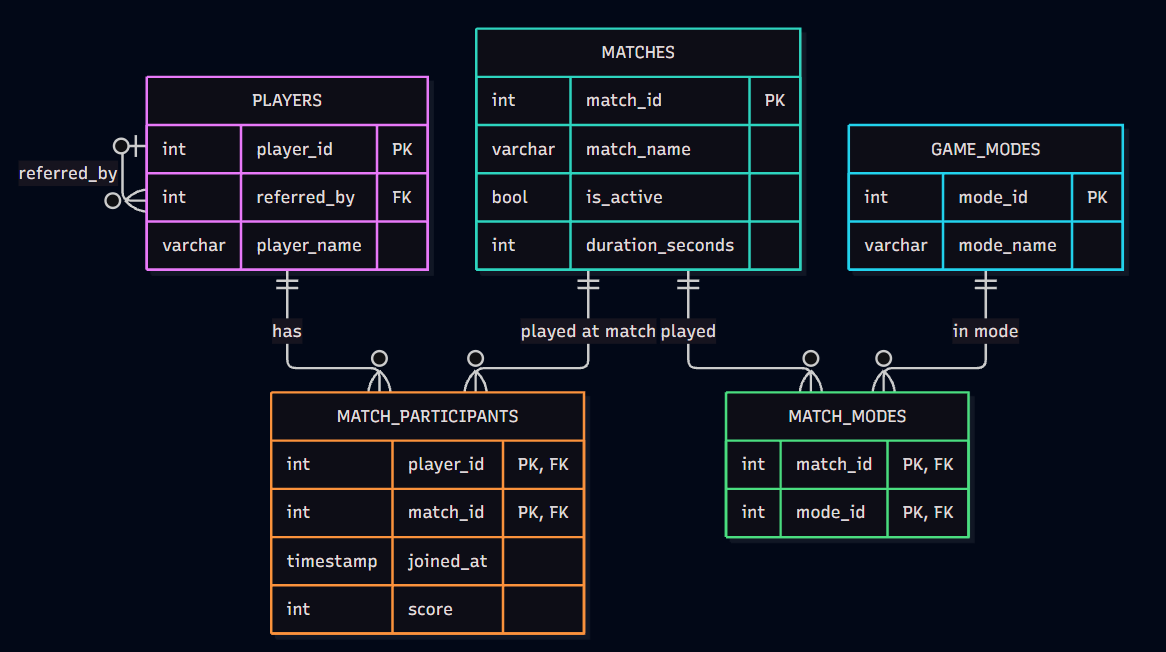 PLAYERS
int player_id PK
int referred_by FK
varchar player_name
referred_by
MATCHES
int match_id PK
varchar match_name
bool is_active
int duration_seconds
GAME_MODES
int mode_id PK
varchar mode_name
has
played at match
played
in mode
MATCH_PARTICIPANTS
int player_id PK, FK
int match_id PK, FK
timestamp joined_at
int score
MATCH_MODES
int match_id PK, FK
int mode_id PK, FK